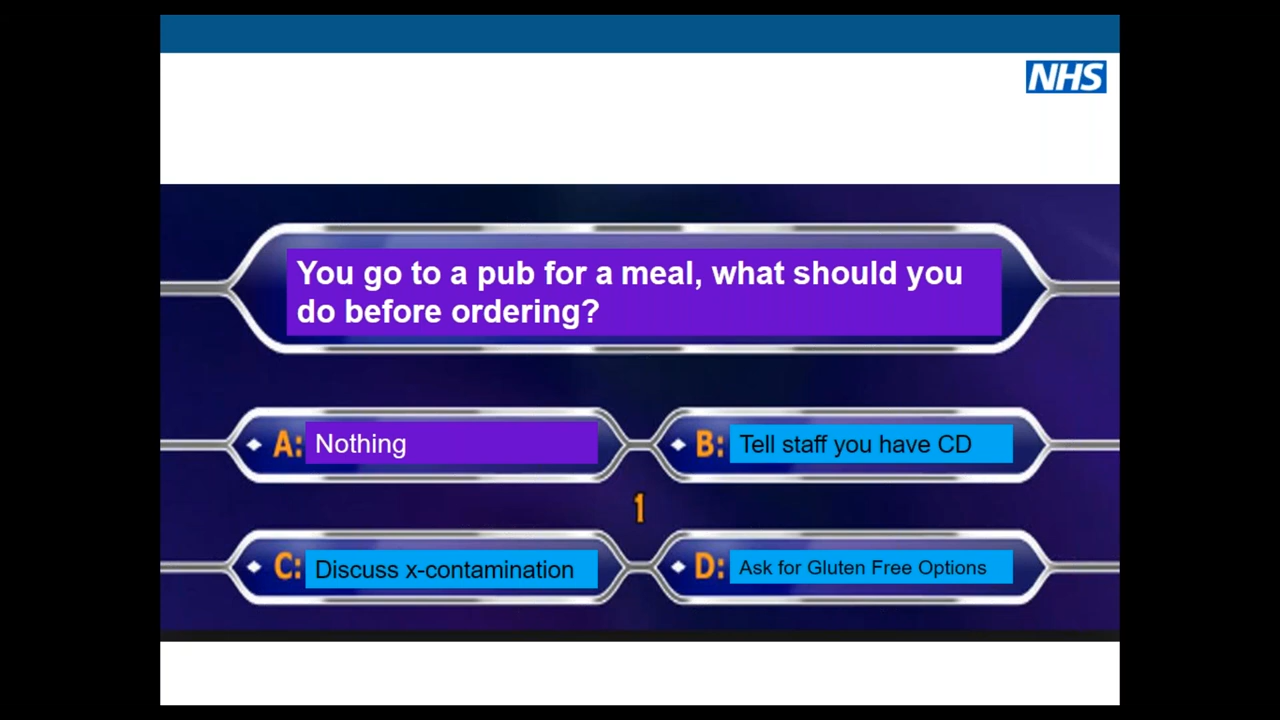 NHS
You go to a pub for a meal, what should you
do before ordering?
A: Nothing
B: Tell staff you have CD
1
C: Discuss x-contamination
D: Ask for Gluten Free Options